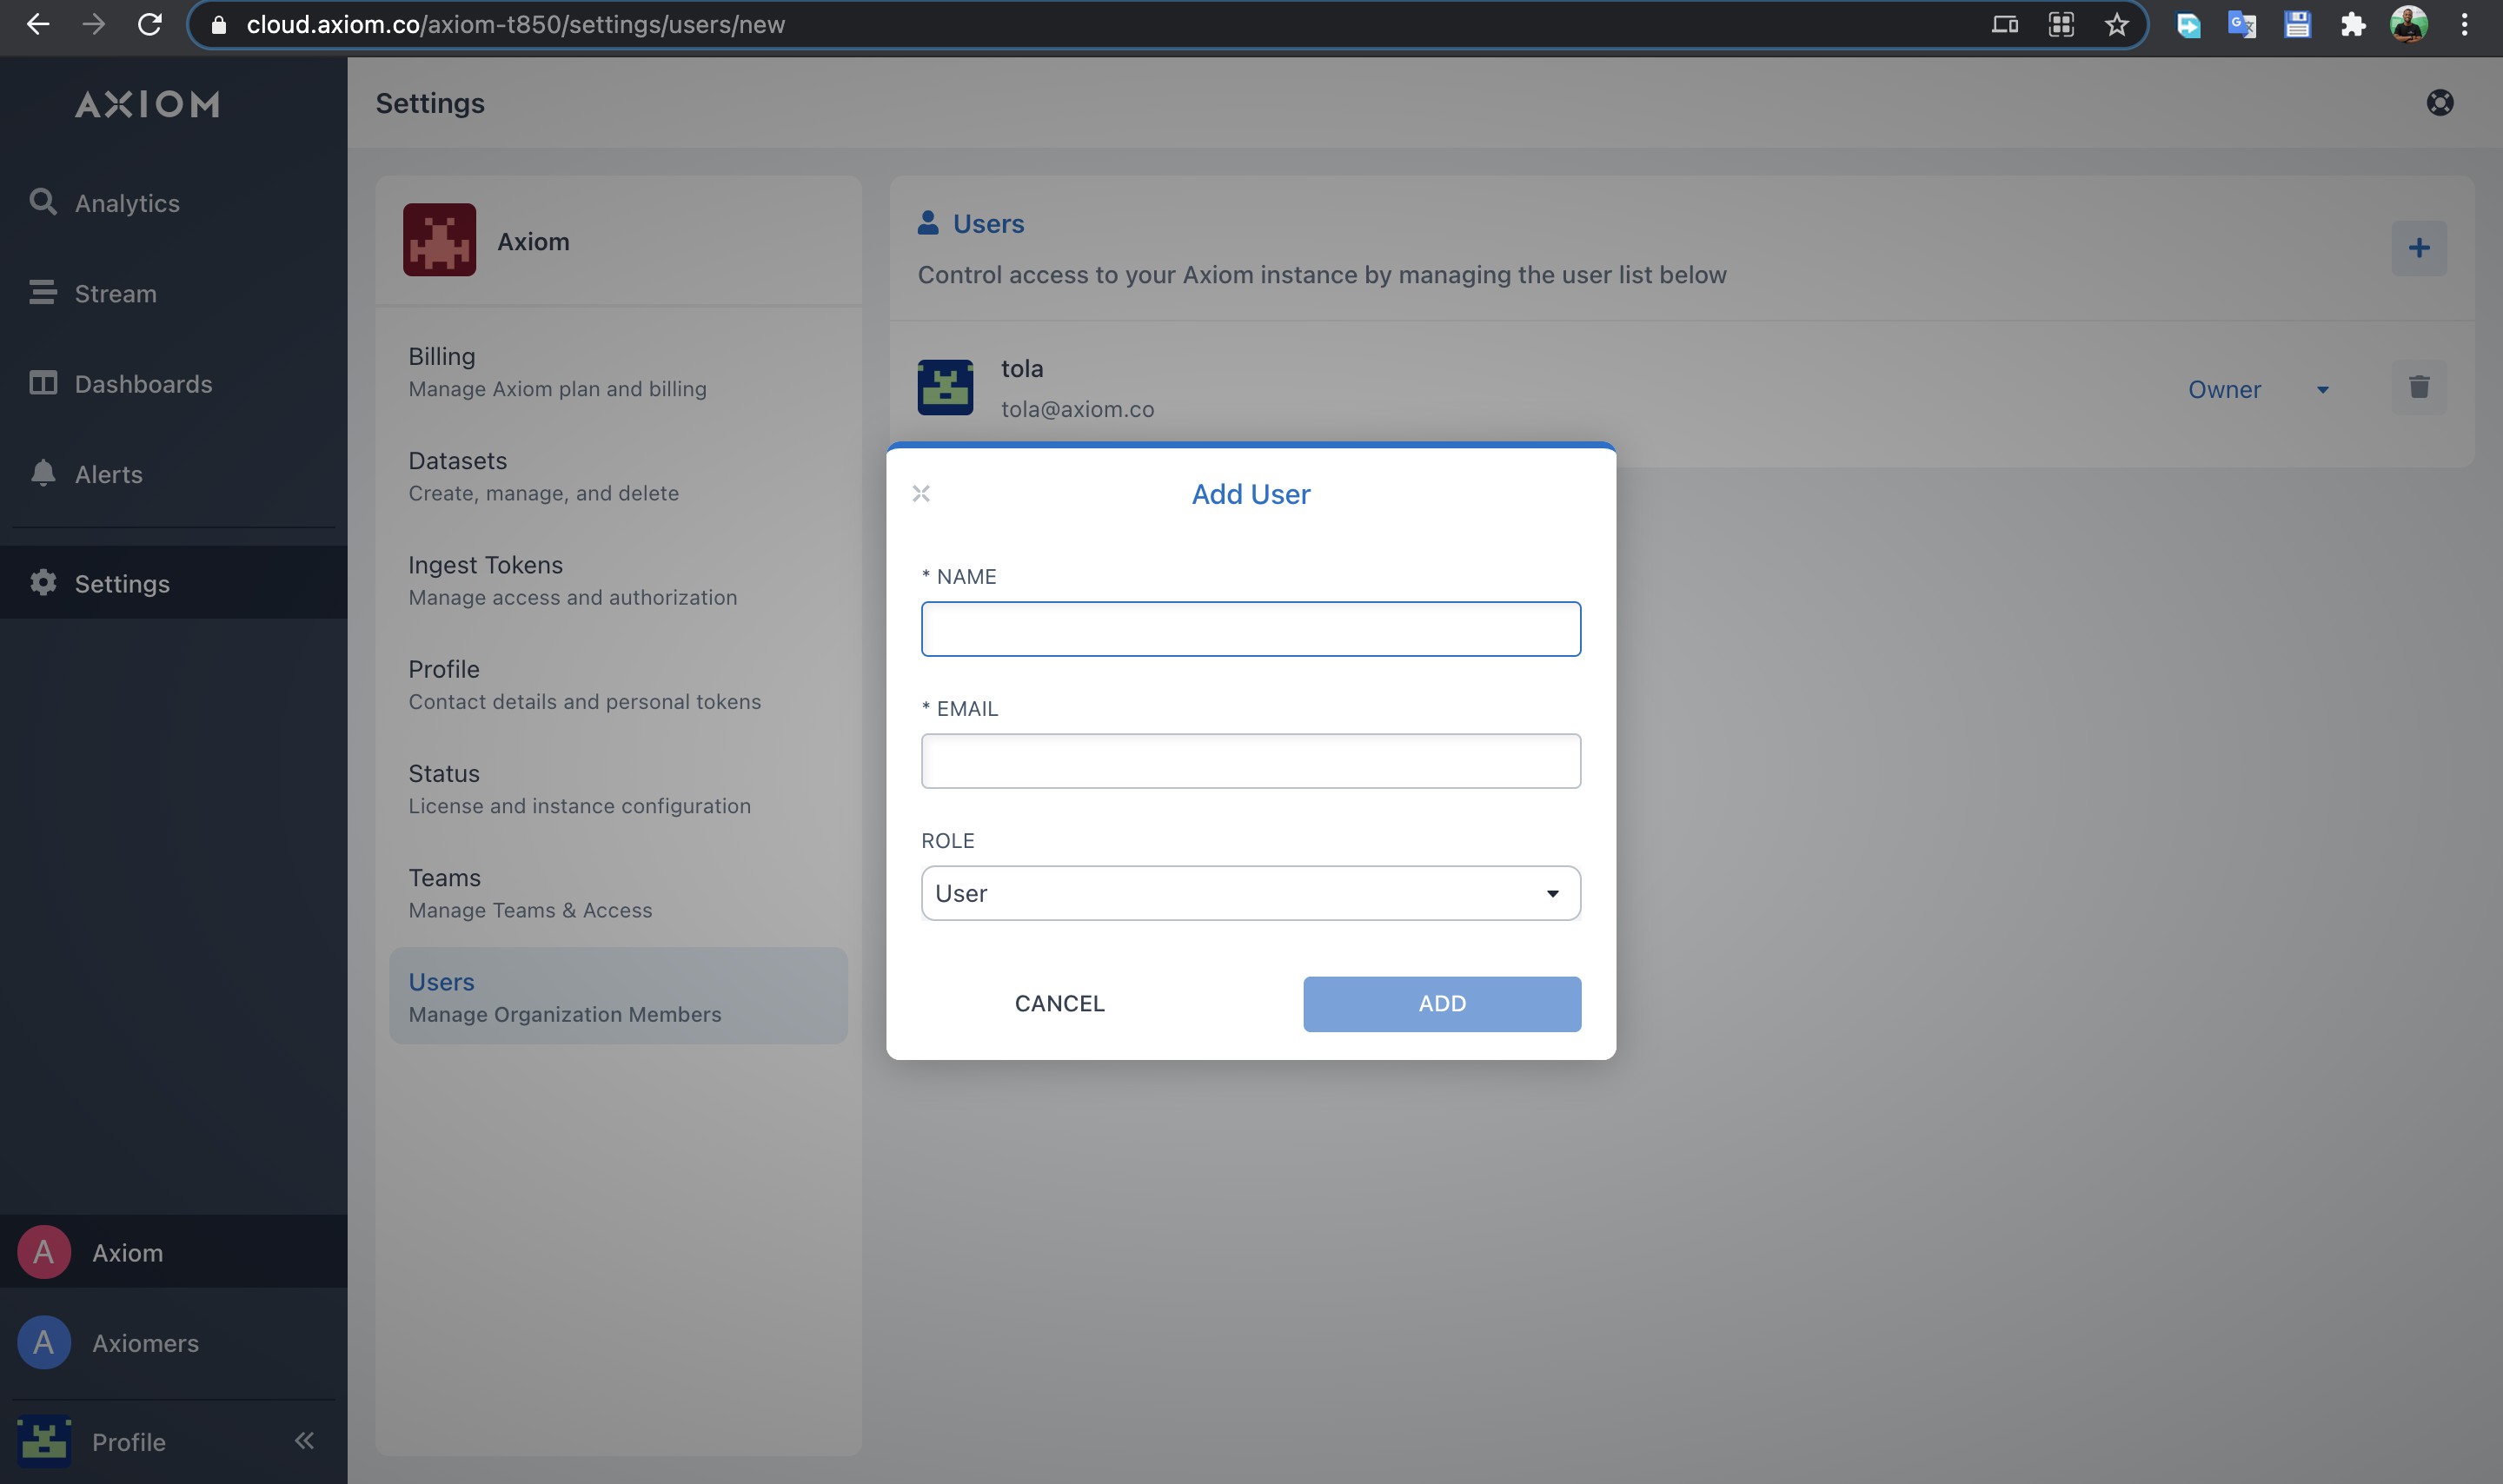 cloud.axiom.co/axiom-t850/settings/users/new
AXIOM
Analytics
Stream
Dashboards
Alerts
Settings
A Axiom
A Axiomers
Profile
Settings
Axiom
Billing
Manage Axiom plan and billing
Datasets
Create, manage, and delete
Ingest Tokens
Manage access and authorization
Profile
Contact details and personal tokens
Status
License and instance configuration
Teams
Manage Teams & Access
Users
Manage Organization Members
Users
Control access to your Axiom instance by managing the user list below
tola
tola@axiom.co
Owner
Add User
* NAME
* EMAIL
ROLE
User
CANCEL
ADD